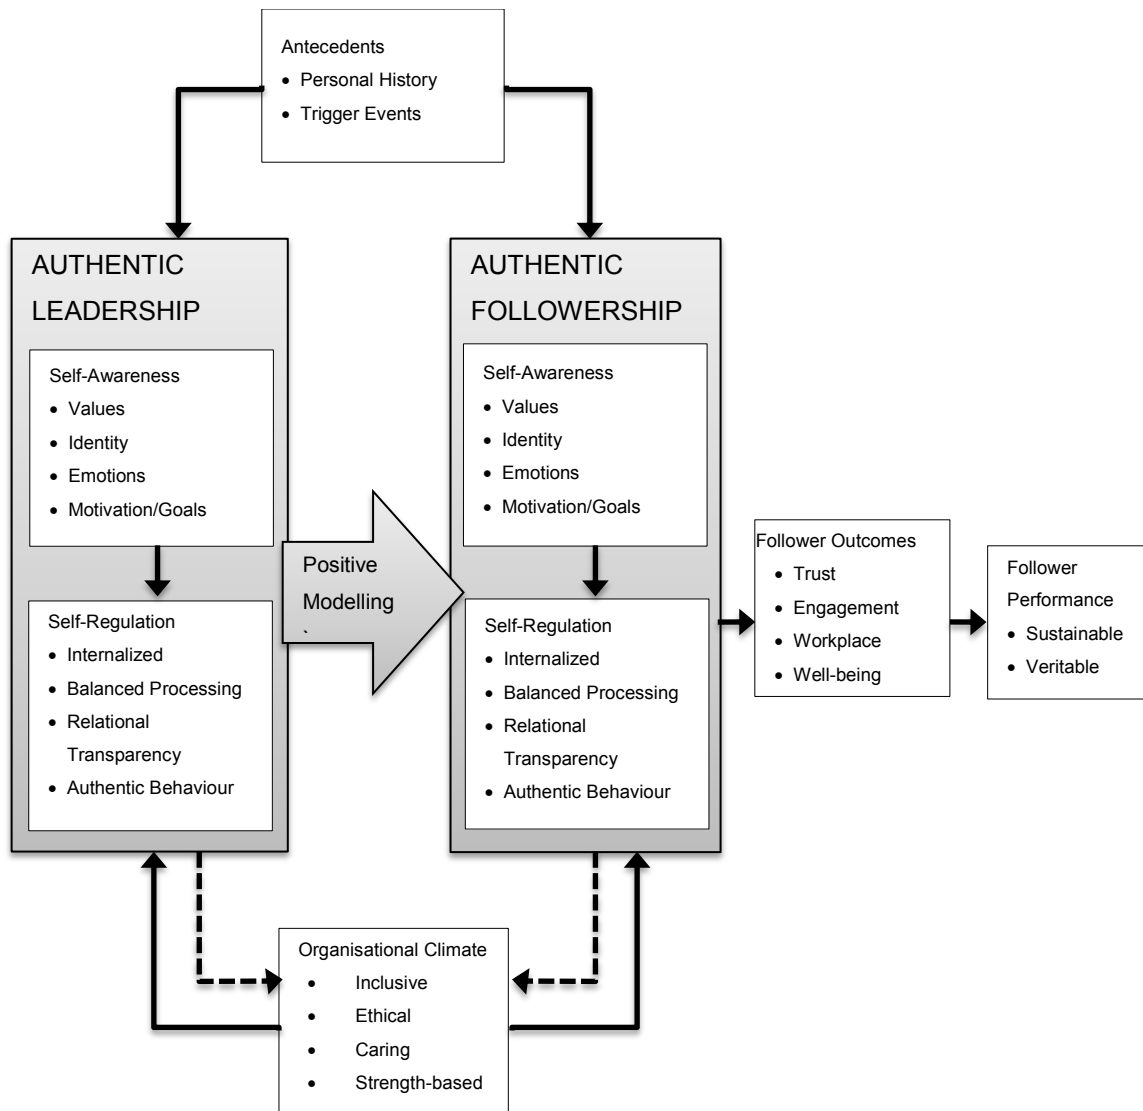 Antecedents
• Personal History
• Trigger Events
AUTHENTIC
LEADERSHIP
Self-Awareness
• Values
• Identity
• Emotions
• Motivation/Goals
Self-Regulation
• Internalized
• Balanced Processing
• Relational
Transparency
• Authentic Behaviour
Positive
Modelling
`
AUTHENTIC
FOLLOWERSHIP
Self-Awareness
• Values
• Identity
• Emotions
• Motivation/Goals
Self-Regulation
• Internalized
• Balanced Processing
• Relational
Transparency
• Authentic Behaviour
Follower Outcomes
• Trust
• Engagement
• Workplace
• Well-being
Follower
Performance
• Sustainable
• Veritable
Organisational Climate
• Inclusive
• Ethical
• Caring
• Strength-based